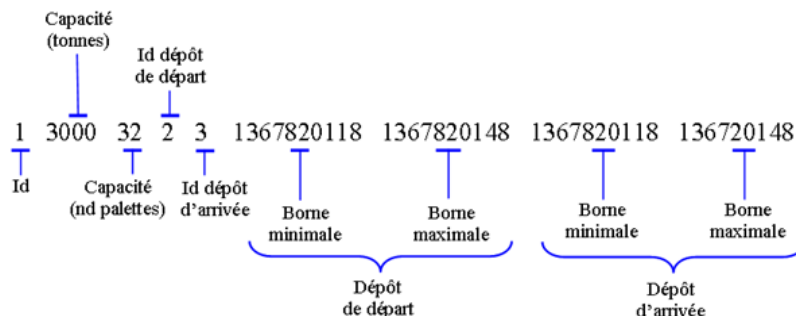 Capacité
(tonnes)
Id dépôt
de départ
1 3000 32 2 3 1367820118 1367820148 1367820118 136720148
Id
Capacité
(nd palettes)
Id dépôt
d'arrivée
Borne
minimale
Borne
maximale
Borne
minimale
Borne
maximale
Dépôt
de départ
Dépôt
d'arrivée